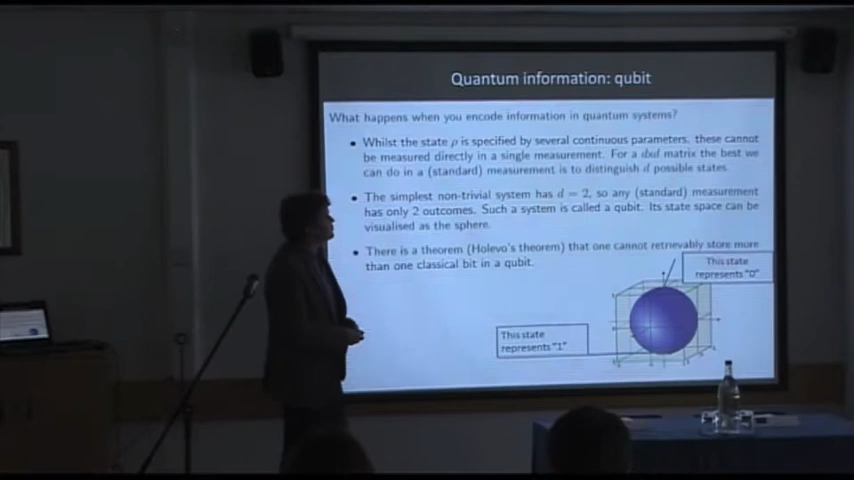 Quantum information: qubit
What happens when you encode information in quantum systems?
• Whilst the state ρ is specified by several continuous parameters, these cannot
be measured directly in a single measurement. For a dxd matrix the best we
can do in a (standard) measurement is to distinguish d possible states.
• The simplest non-trivial system has d = 2, so any (standard) measurement
has only 2 outcomes. Such a system is called a qubit. Its state space can be
visualised as the sphere.
• There is a theorem (Holevo's theorem) that one cannot retrievably store more
than one classical bit in a qubit.
This state
represents "0"
This state
represents "1"